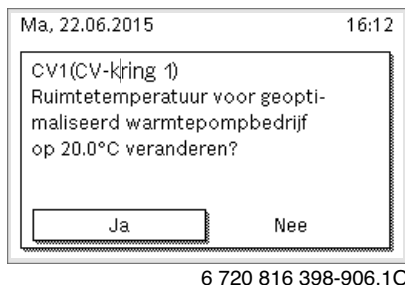 Ma, 22.06.2015 16:12
CV1(CV-kring 1)
Ruimtetemperatuur voor geopti-
maliseerd warmtepompbedrijf
op 20.0°C veranderen?
Ja Nee
6 720 816 398-906.1O